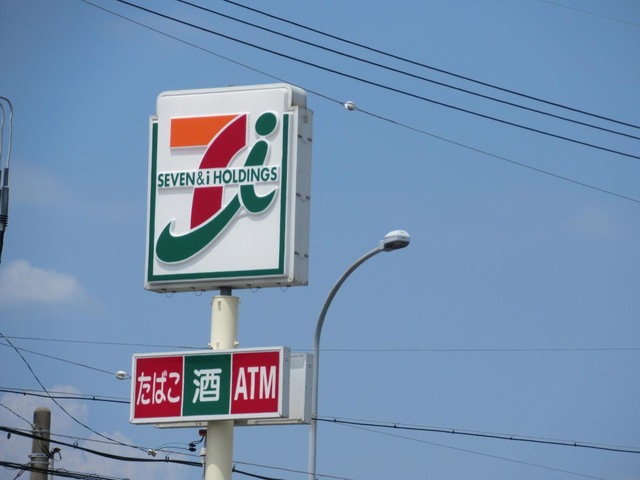 SEVEN & i HOLDINGS
たばこ 酒 ATM